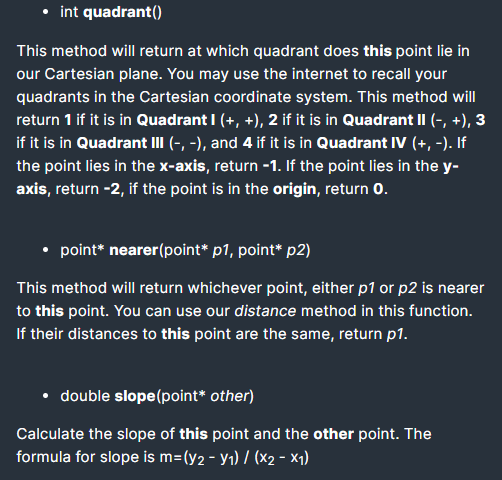 • int quadrant()
This method will return at which quadrant does this point lie in
our Cartesian plane. You may use the internet to recall your
quadrants in the Cartesian coordinate system. This method will
return 1 if it is in Quadrant I (+, +), 2 if it is in Quadrant II (-, +), 3
if it is in Quadrant III (-, -), and 4 if it is in Quadrant IV (+, -). If
the point lies in the x-axis, return -1. If the point lies in the y-
axis, return -2, if the point is in the origin, return 0.
• point* nearer(point* p1, point* p2)
This method will return whichever point, either p1 or p2 is nearer
to this point. You can use our distance method in this function.
If their distances to this point are the same, return p1.
• double slope(point* other)
Calculate the slope of this point and the other point. The
formula for slope is m=(y₂ - y₁) / (x₂ - x₁)